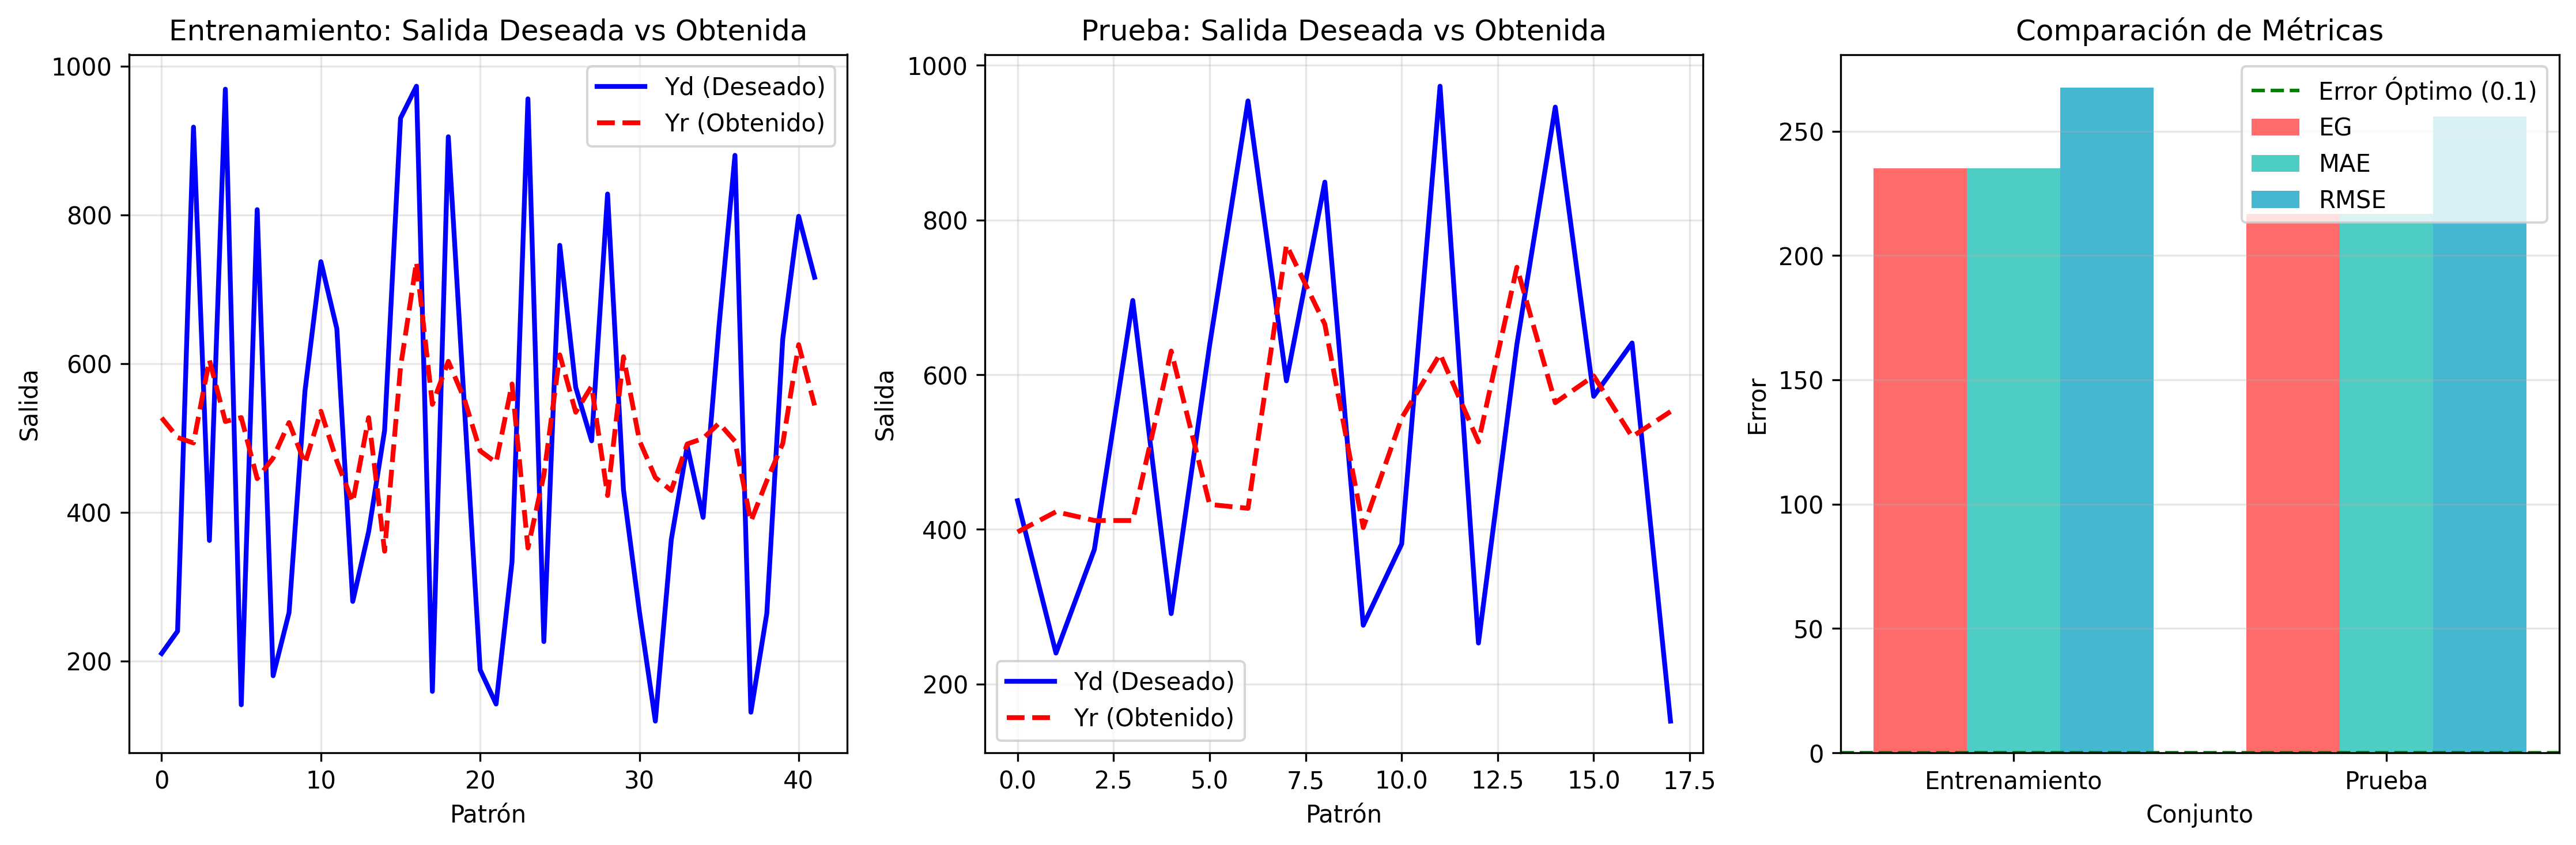 Entrenamiento: Salida Deseada vs Obtenida
1000
800
600
400
200
Salida
Yd (Deseado)
Yr (Obtenido)
0
10
20
30
40
Patrón
Prueba: Salida Deseada vs Obtenida
1000
800
600
400
200
Salida
Yd (Deseado)
Yr (Obtenido)
0.0
2.5
5.0
7.5
10.0
12.5
15.0
17.5
Patrón
Comparación de Métricas
250
200
150
100
50
0
Error
Error Óptimo (0.1)
EG
MAE
RMSE
Entrenamiento
Prueba
Conjunto